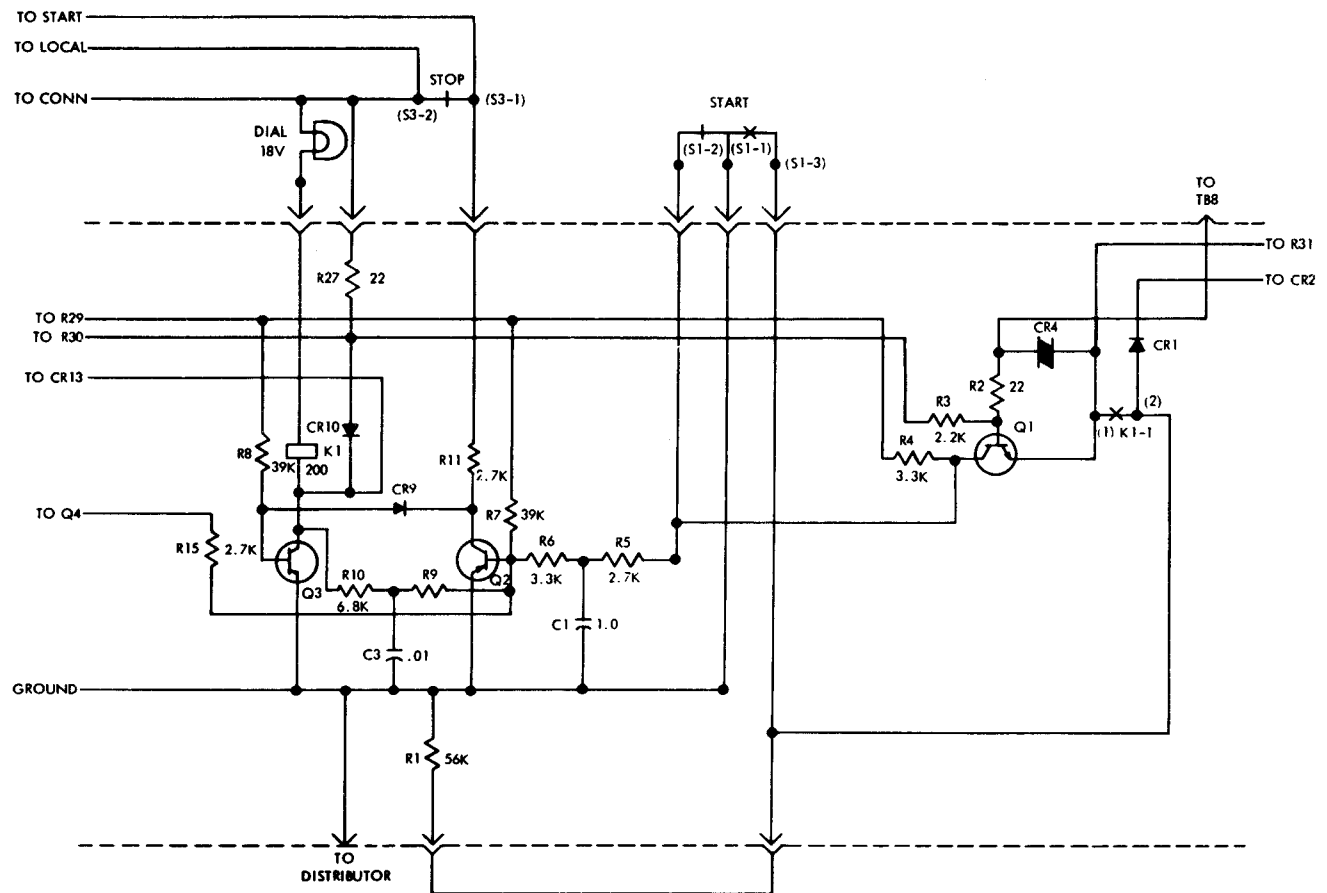 TO START
TO LOCAL
STOP
TO CONN
(S3-2)
(S3-1)
START
DIAL
18V
(S1-2)
(S1-1)
(S1-3)
TO
TB8
TO R31
R27
22
TO CR2
TO R29
TO R30
CR4
CR1
TO CR13
R2
22
R3
2.2K
(2)
(1) K1-1
Q1
CR10
R8
39K
K1
200
R11
2.7K
R4
3.3K
CR9
R7
39K
TO Q4
R15
2.7K
R6
3.3K
R5
2.7K
Q3
R10
6.8K
R9
Q2
C1
1.0
C3
.01
GROUND
R1
56K
TO
DISTRIBUTOR